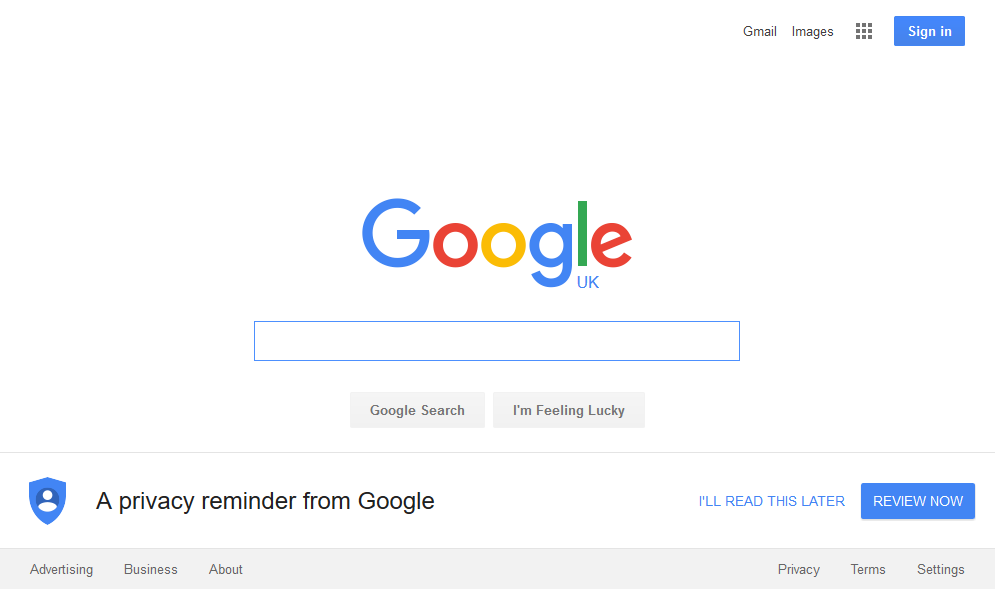 Gmail Images Sign in
Google
UK
Google Search I'm Feeling Lucky
A privacy reminder from Google I'LL READ THIS LATER REVIEW NOW
Advertising Business About Privacy Terms Settings